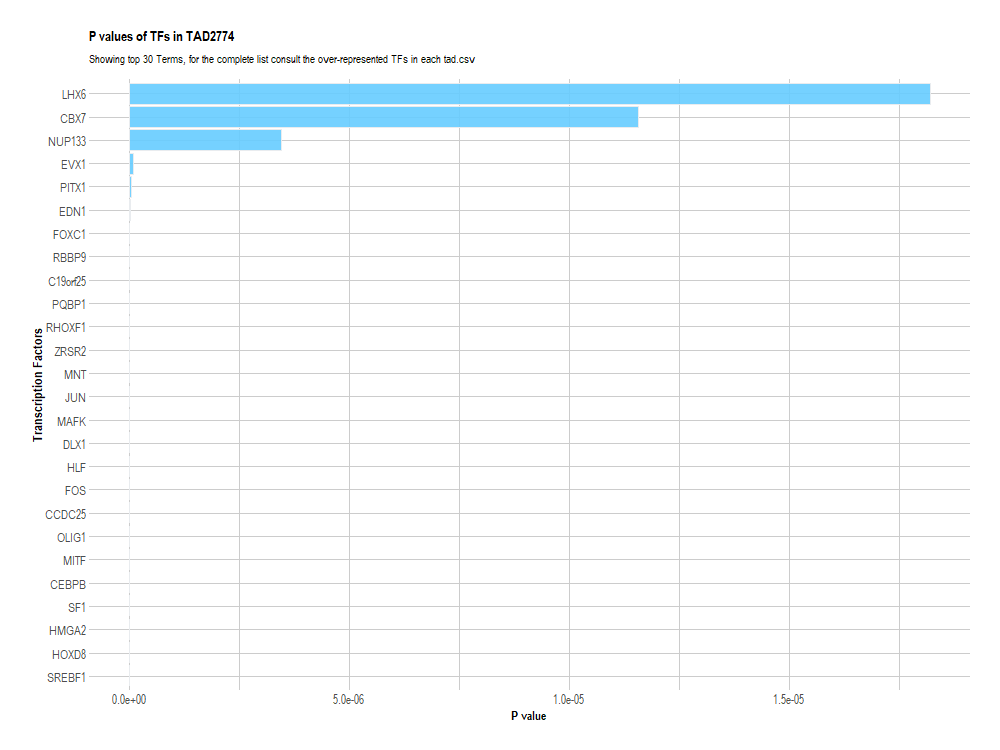 P values of TFs in TAD2774
Showing top 30 Terms, for the complete list consult the over-represented TFs in each tad.csv
LHX6
CBX7
NUP133
EVX1
PITX1
EDN1
FOXC1
RBBP9
C19orf25
PQBP1
RHOXF1
ZRSR2
MNT
JUN
MAFK
DLX1
HLF
FOS
CCDC25
OLIG1
MITF
CEBPB
SF1
HMGA2
HOXD8
SREBF1
Transcription Factors
0.0e+00
5.0e-06
1.0e-05
1.5e-05
P value